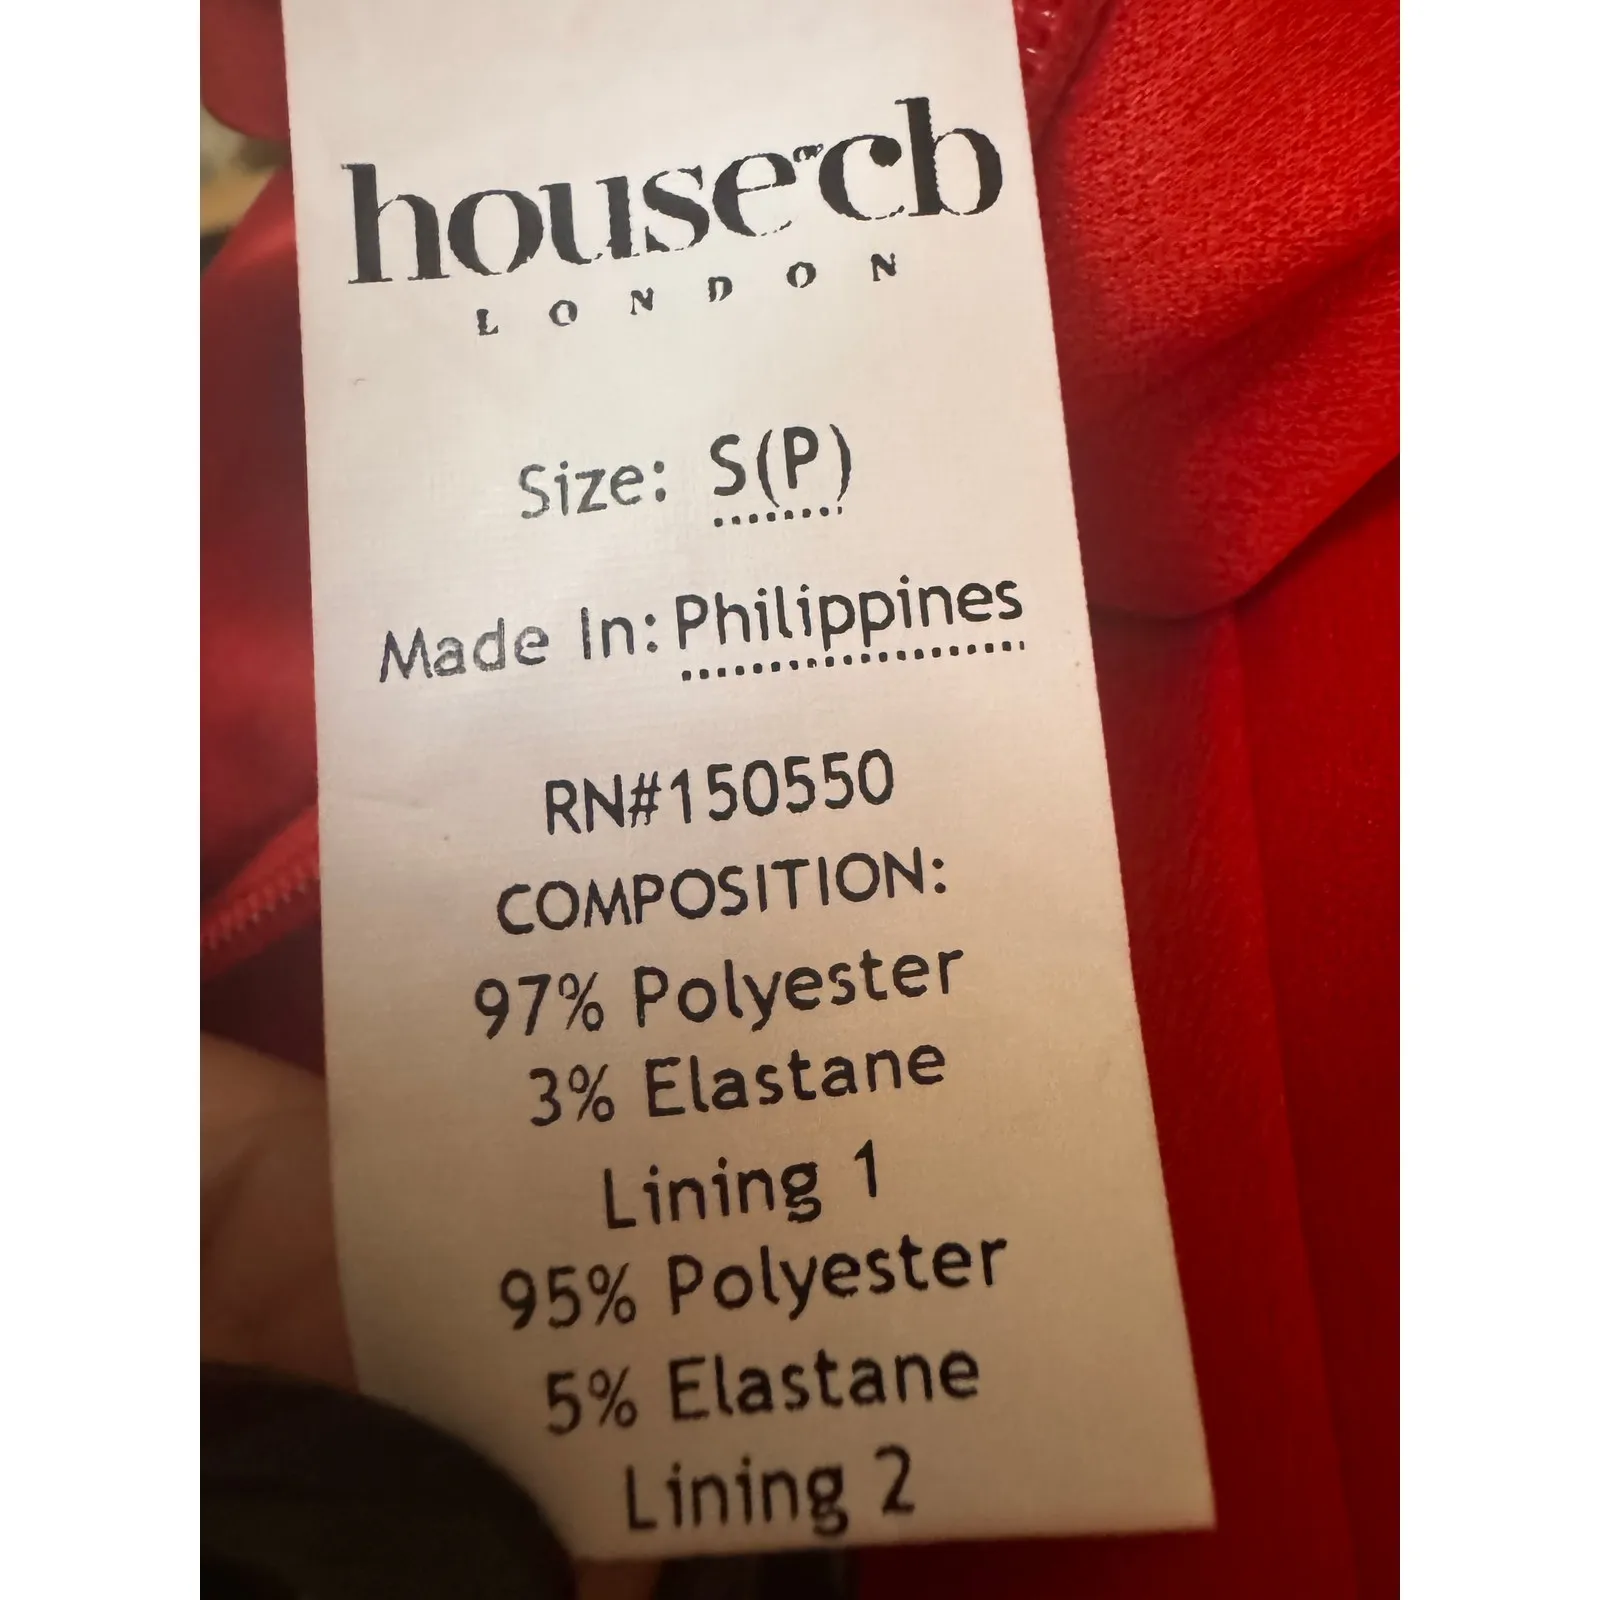 house of cb
LONDON
Size: S(P)
Made In: Philippines
RN#150550
COMPOSITION:
97% Polyester
3% Elastane
Lining 1
95% Polyester
5% Elastane
Lining 2